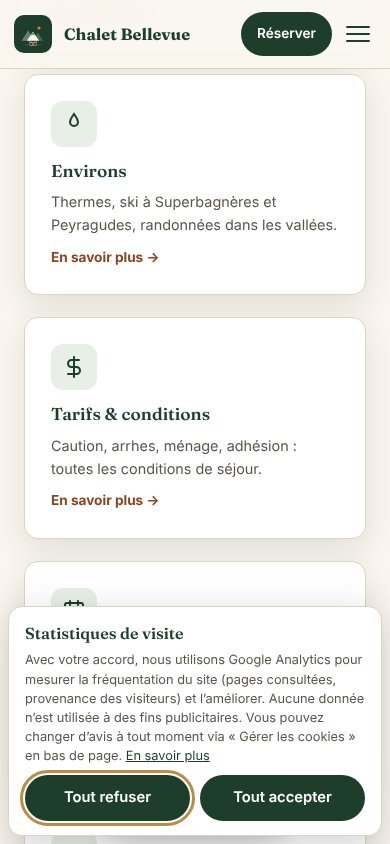 Chalet Bellevue
Réserver
Environs
Thermes, ski à Superbagnères et
Peyragudes, randonnées dans les vallées.
En savoir plus →
Tarifs & conditions
Caution, arrhes, ménage, adhésion :
toutes les conditions de séjour.
En savoir plus →
Statistiques de visite
Avec votre accord, nous utilisons Google Analytics pour
mesurer la fréquentation du site (pages consultées,
provenance des visiteurs) et l’améliorer. Aucune donnée
n’est utilisée à des fins publicitaires. Vous pouvez
changer d’avis à tout moment via « Gérer les cookies »
en bas de page. En savoir plus
Tout refuser
Tout accepter